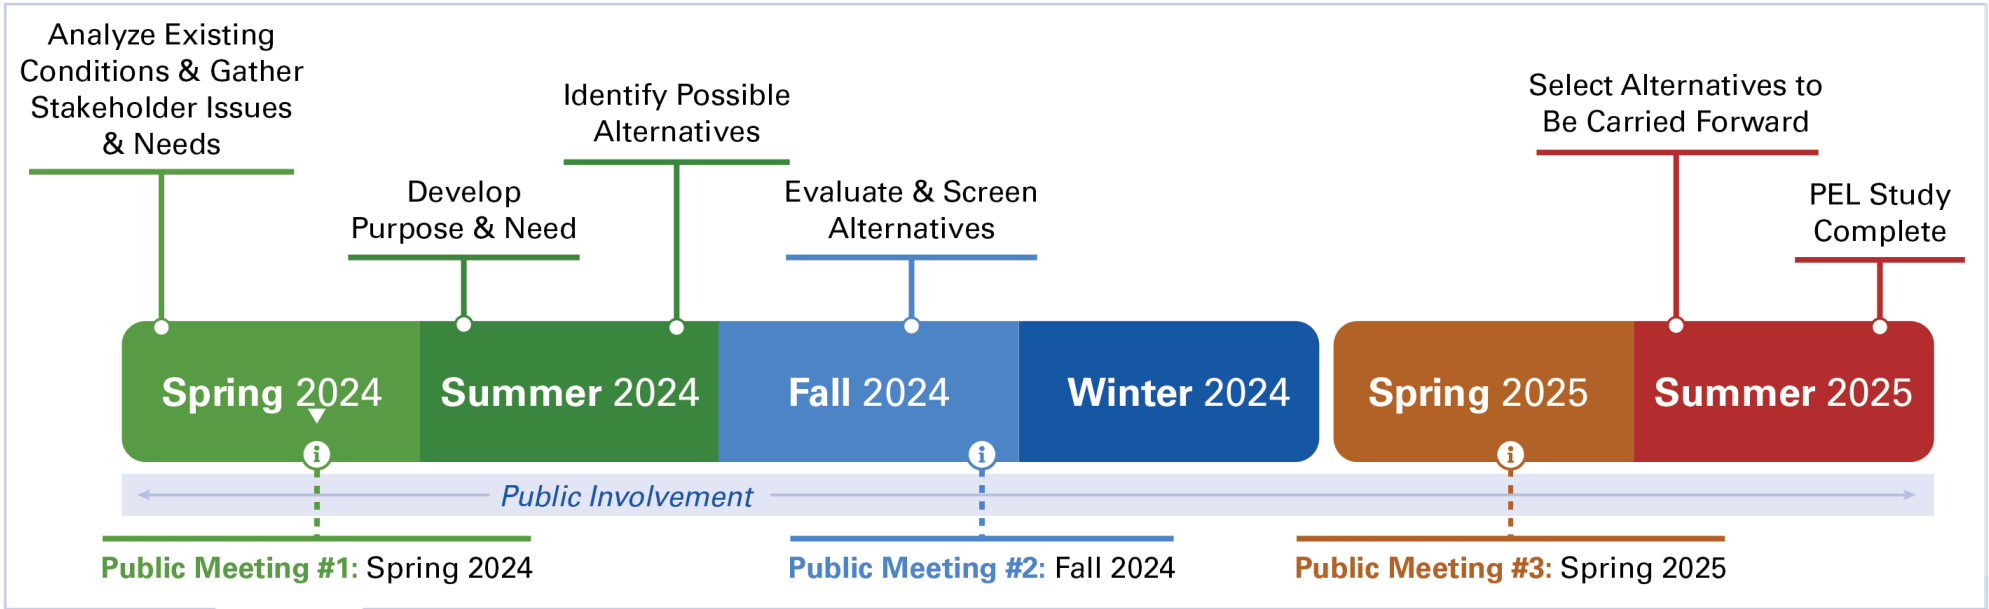 Analyze Existing
Conditions & Gather
Stakeholder Issues
& Needs
Develop
Purpose & Need
Identify Possible
Alternatives
Evaluate & Screen
Alternatives
Select Alternatives to
Be Carried Forward
PEL Study
Complete
Spring 2024
Summer 2024
Fall 2024
Winter 2024
Spring 2025
Summer 2025
i
i
i
Public Involvement
Public Meeting #1: Spring 2024
Public Meeting #2: Fall 2024
Public Meeting #3: Spring 2025